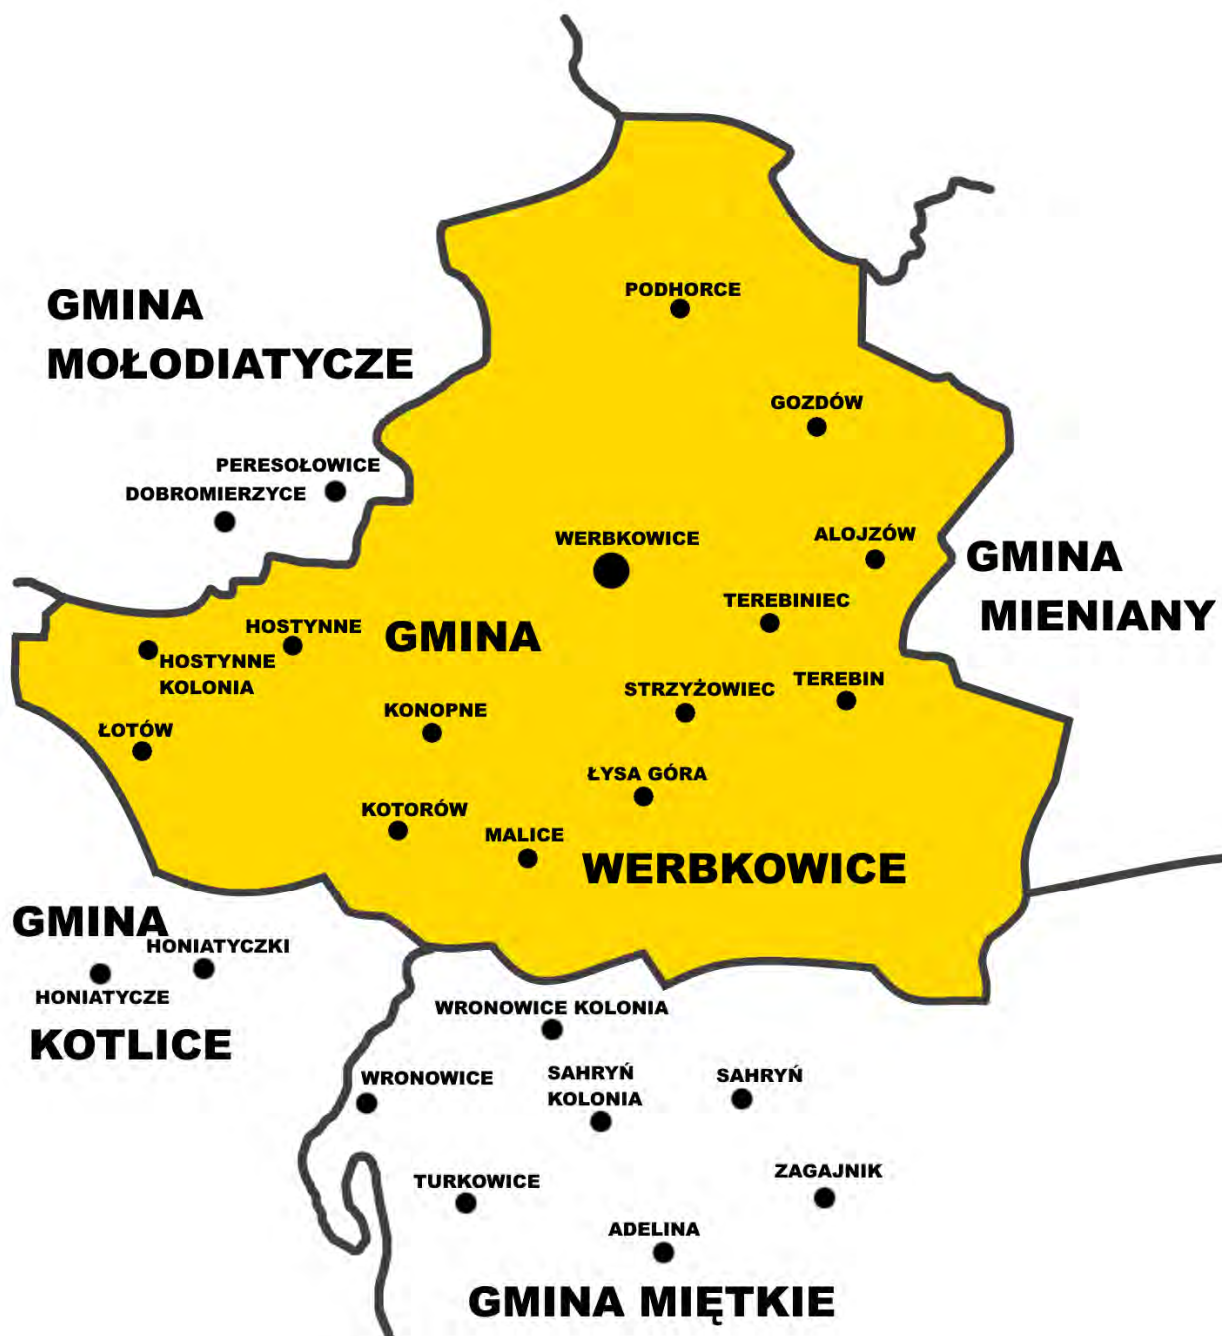 PODHORCE
GMINA
MOŁODIATYCZE
GOZDÓW
PERESOŁOWICE
DOBROMIERZYCE
WERBKOWICE
ALOJZÓW
GMINA
MIENIANY
TEREBINIEC
HOSTYNNE
GMINA
HOSTYNNE
KOLONIA
TEREBIN
STRZYŻOWIEC
KONOPNE
ŁOTÓW
ŁYSA GÓRA
KOTORÓW
MALICE
WERBKOWICE
GMINA
HONIATYCZKI
HONIATYCZE
KOTLICE
WRONOWICE KOLONIA
WRONOWICE
SAHRYŃ
KOLONIA
SAHRYŃ
TURKOWICE
ZAGAJNIK
ADELINA
GMINA MIĘTKIE